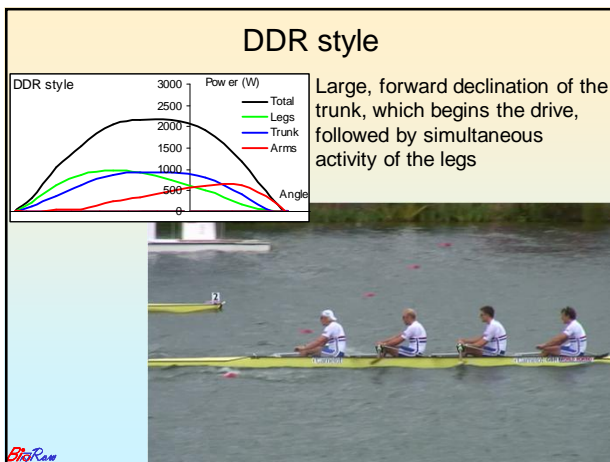 DDR style
DDR style
Power (W)
3000
2500
2000
1500
1000
500
0
Total
Legs
Trunk
Arms
Angle
Large, forward declination of the
trunk, which begins the drive,
followed by simultaneous
activity of the legs
2
BioRow